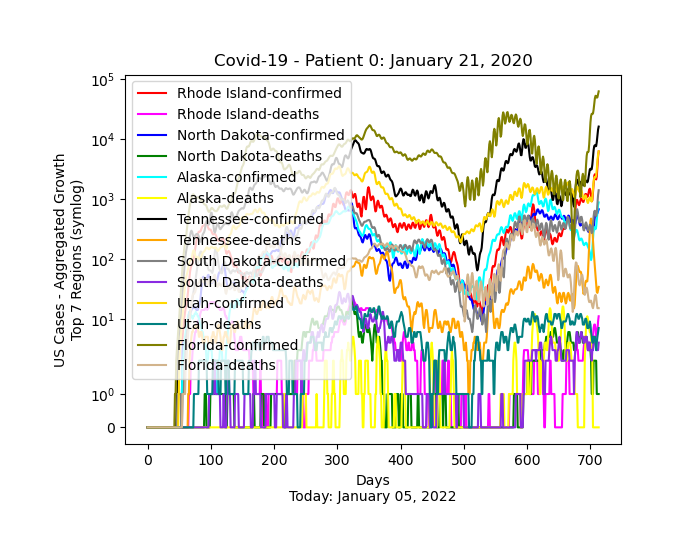 Covid-19 - Patient 0: January 21, 2020
US Cases - Aggregated Growth
Top 7 Regions (symlog)
10^5
10^4
10^3
10^2
10^1
10^0
0
Rhode Island-confirmed
Rhode Island-deaths
North Dakota-confirmed
North Dakota-deaths
Alaska-confirmed
Alaska-deaths
Tennessee-confirmed
Tennessee-deaths
South Dakota-confirmed
South Dakota-deaths
Utah-confirmed
Utah-deaths
Florida-confirmed
Florida-deaths
0 100 200 300 400 500 600 700
Days
Today: January 05, 2022